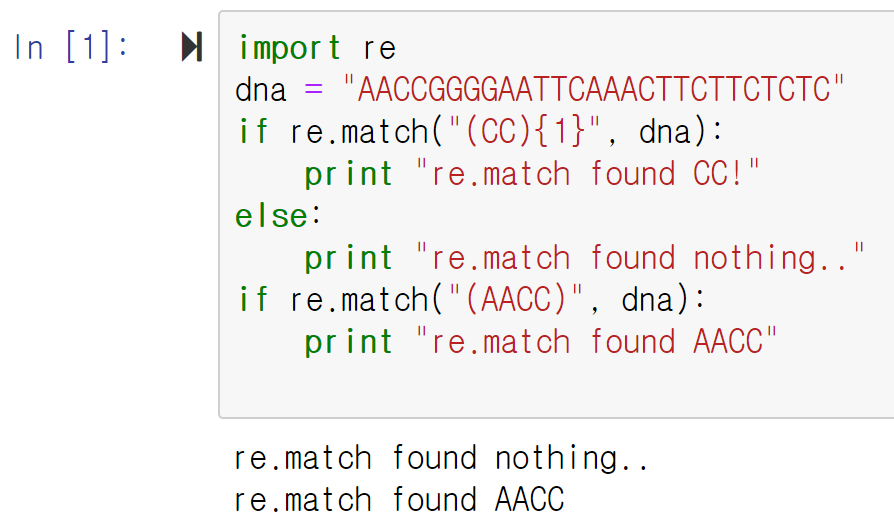 In [1]:
import re
dna = "AACCGGGGAATTCAAACTTCTTCTCTC"
if re.match("(CC){1}", dna):
    print "re.match found CC!"
else:
    print "re.match found nothing.."
if re.match("(AACC)", dna):
    print "re.match found AACC"
re.match found nothing..
re.match found AACC